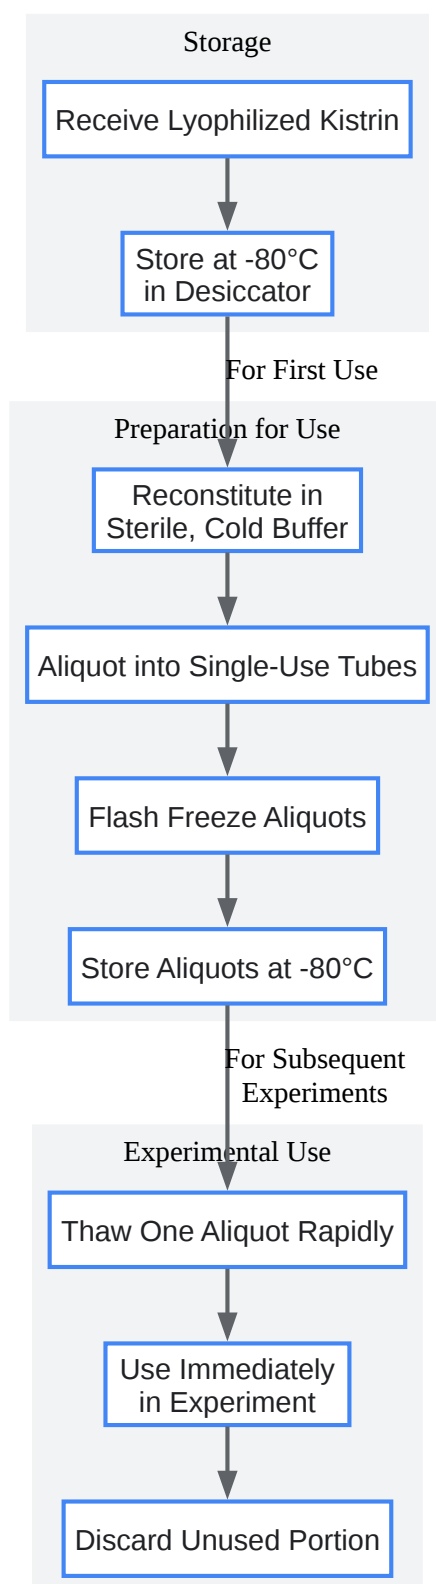 Storage
Receive Lyophilized Kistrin
Store at -80°C
in Desiccator
For First Use
Preparation for Use
Reconstitute in
Sterile, Cold Buffer
Aliquot into Single-Use Tubes
Flash Freeze Aliquots
Store Aliquots at -80°C
For Subsequent
Experiments
Experimental Use
Thaw One Aliquot Rapidly
Use Immediately
in Experiment
Discard Unused Portion